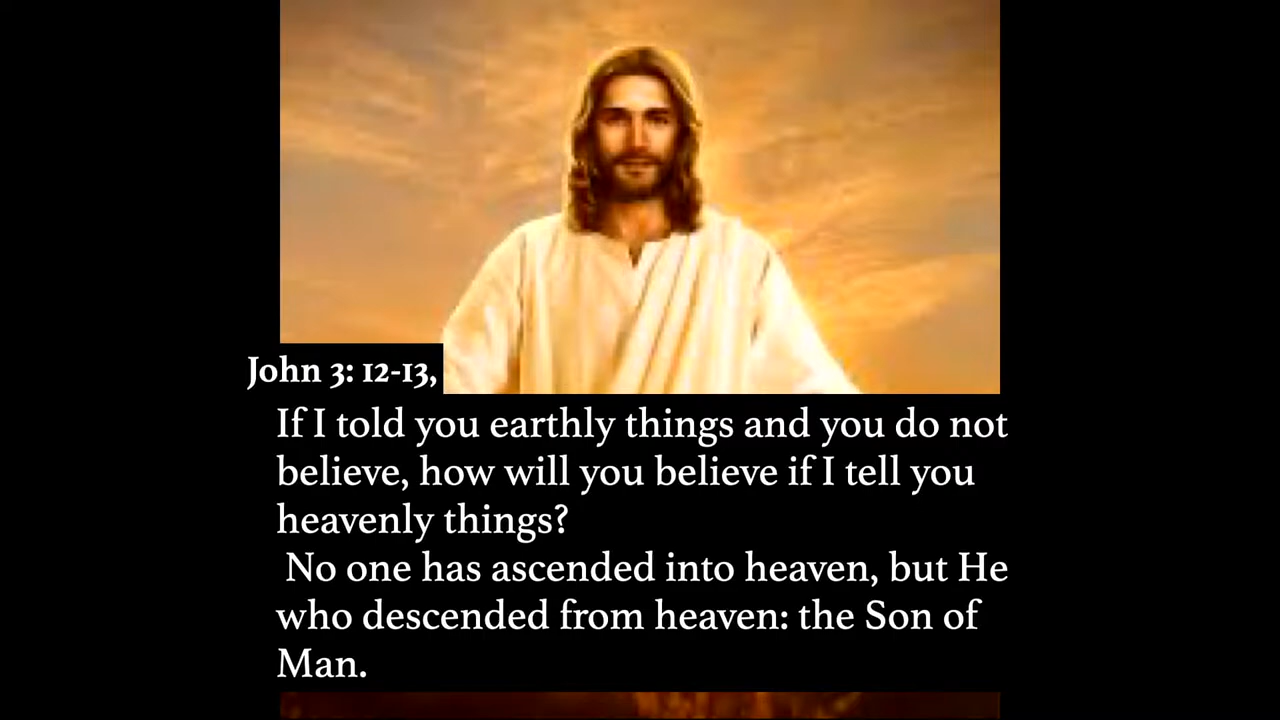 John 3: 12-13,
If I told you earthly things and you do not
believe, how will you believe if I tell you
heavenly things?
No one has ascended into heaven, but He
who descended from heaven: the Son of
Man.